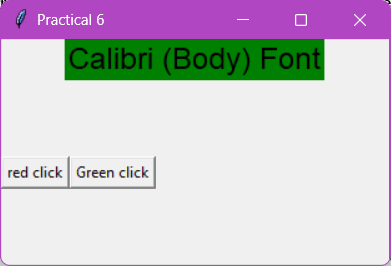 Practical 6
Calibri (Body) Font
red click Green click